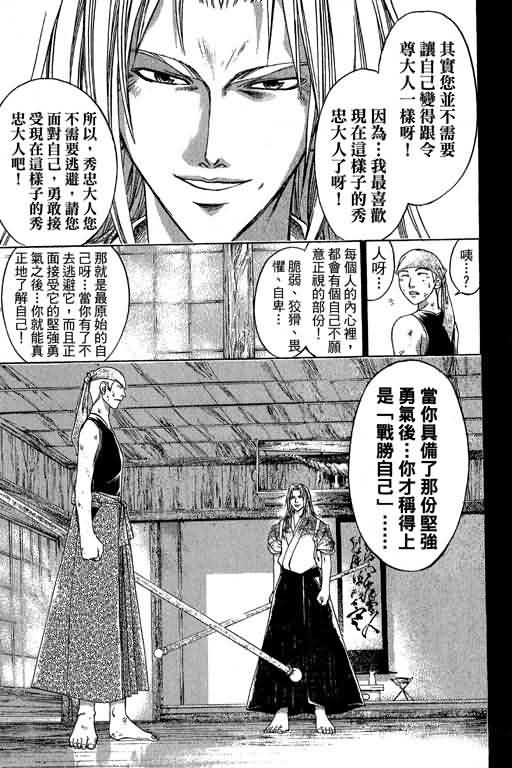 其實您並不需要
讓自己變得跟令
尊大人一樣呀！
因為…我最喜歡
現在這樣子的秀
忠大人了呀！
所以，秀忠大人您
不需要逃避，請您
面對自己，勇敢接
受現在這樣子的秀
忠大人吧！
咦…？
人呀…
每個人的內心裡，
都會有個自己不願
意正視的部份！
脆弱、狡猾、畏
懼、自卑…
那就是最原始的自
己呀…當你有了不
去逃避它，而且正
面接受它的堅強勇
氣之後…你就能真
正地了解自己！
當你具備了那份堅強
勇氣後…你才稱得上
是「戰勝自己」……